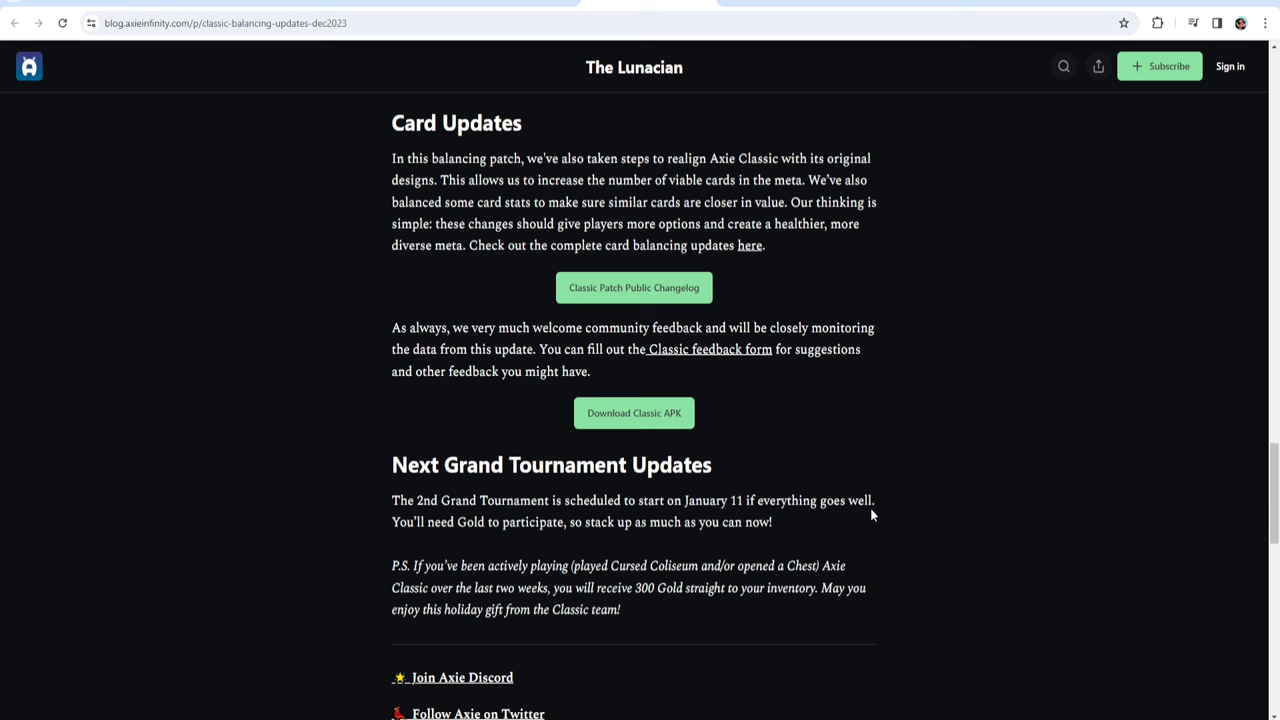 blog.axieinfinity.com/p/classic-balancing-updates-dec2023
The Lunacian
Subscribe
Sign in
Card Updates
In this balancing patch, we've also taken steps to realign Axie Classic with its original
designs. This allows us to increase the number of viable cards in the meta. We've also
balanced some card stats to make sure similar cards are closer in value. Our thinking is
simple: these changes should give players more options and create a healthier, more
diverse meta. Check out the complete card balancing updates here.
Classic Patch Public Changelog
As always, we very much welcome community feedback and will be closely monitoring
the data from this update. You can fill out the Classic feedback form for suggestions
and other feedback you might have.
Download Classic APK
Next Grand Tournament Updates
The 2nd Grand Tournament is scheduled to start on January 11 if everything goes well.
You'll need Gold to participate, so stack up as much as you can now!
P.S. If you've been actively playing (played Cursed Coliseum and/or opened a Chest) Axie
Classic over the last two weeks, you will receive 300 Gold straight to your inventory. May you
enjoy this holiday gift from the Classic team!
Join Axie Discord
Follow Axie on Twitter